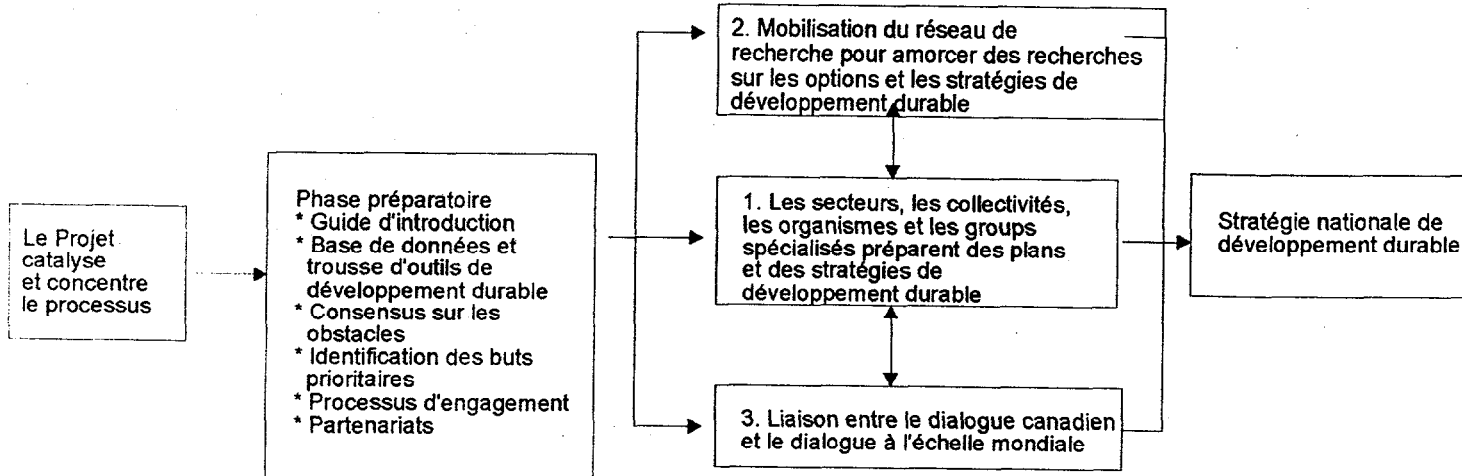 Le Projet
catalyse
et concentre
le processus
Phase préparatoire
* Guide d'introduction
* Base de données et
trousse d'outils de
développement durable
* Consensus sur les
obstacles
* Identification des buts
prioritaires
* Processus d'engagement
* Partenariats
2. Mobilisation du réseau de
recherche pour amorcer des recherches
sur les options et les stratégies de
développement durable
1. Les secteurs, les collectivités,
les organismes et les groups
spécialisés préparent des plans
et des stratégies de
développement durable
3. Liaison entre le dialogue canadien
et le dialogue à l'échelle mondiale
Stratégie nationale de
développement durable